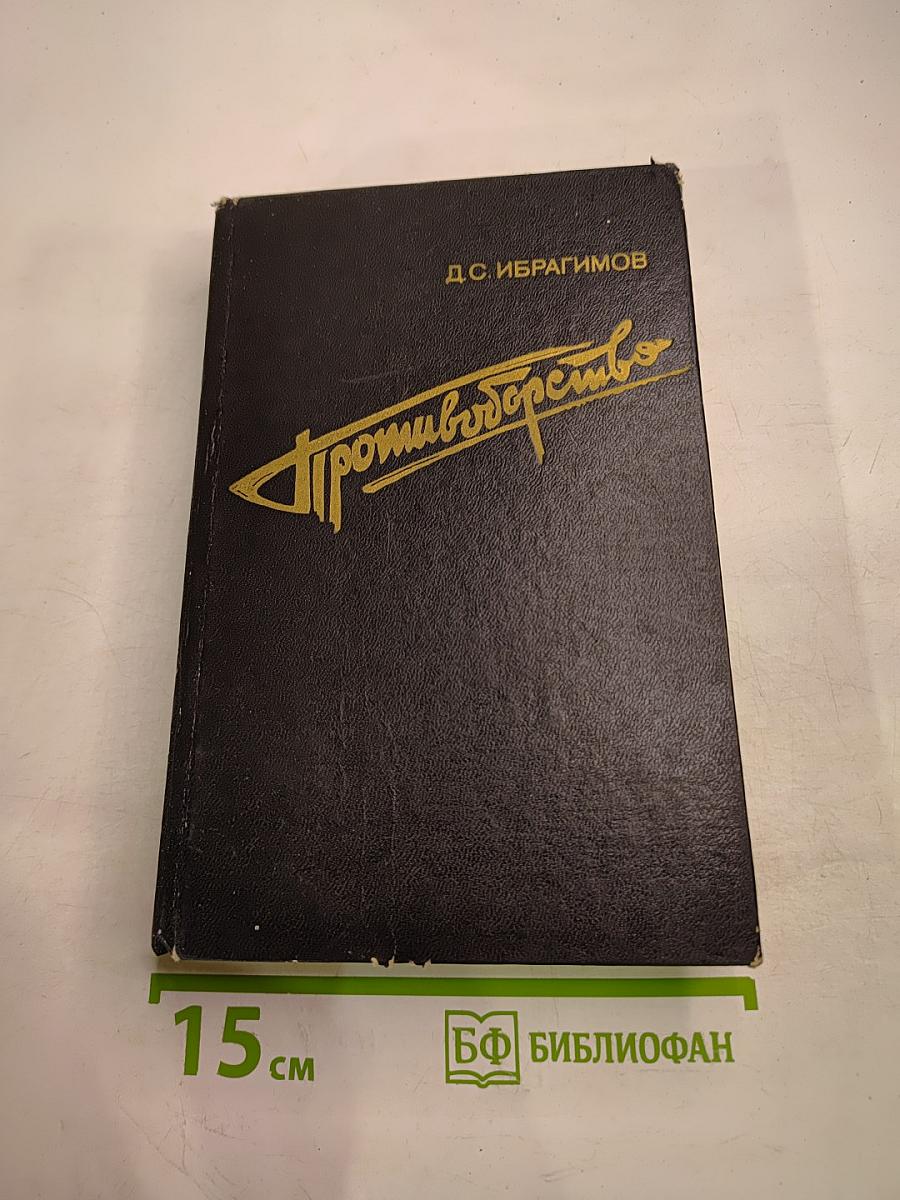 Д.С. ИБРАГИМОВ
Противоборство
15 см
БФ БИБЛИОФАН